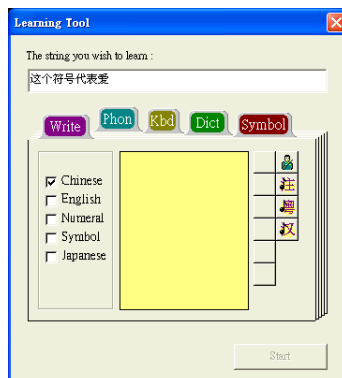 Learning Tool
The string you wish to learn :
这个符号代表爱
Write Phon Kbd Dict Symbol
Chinese
English
Numeral
Symbol
Japanese
注
粤
汉
Start